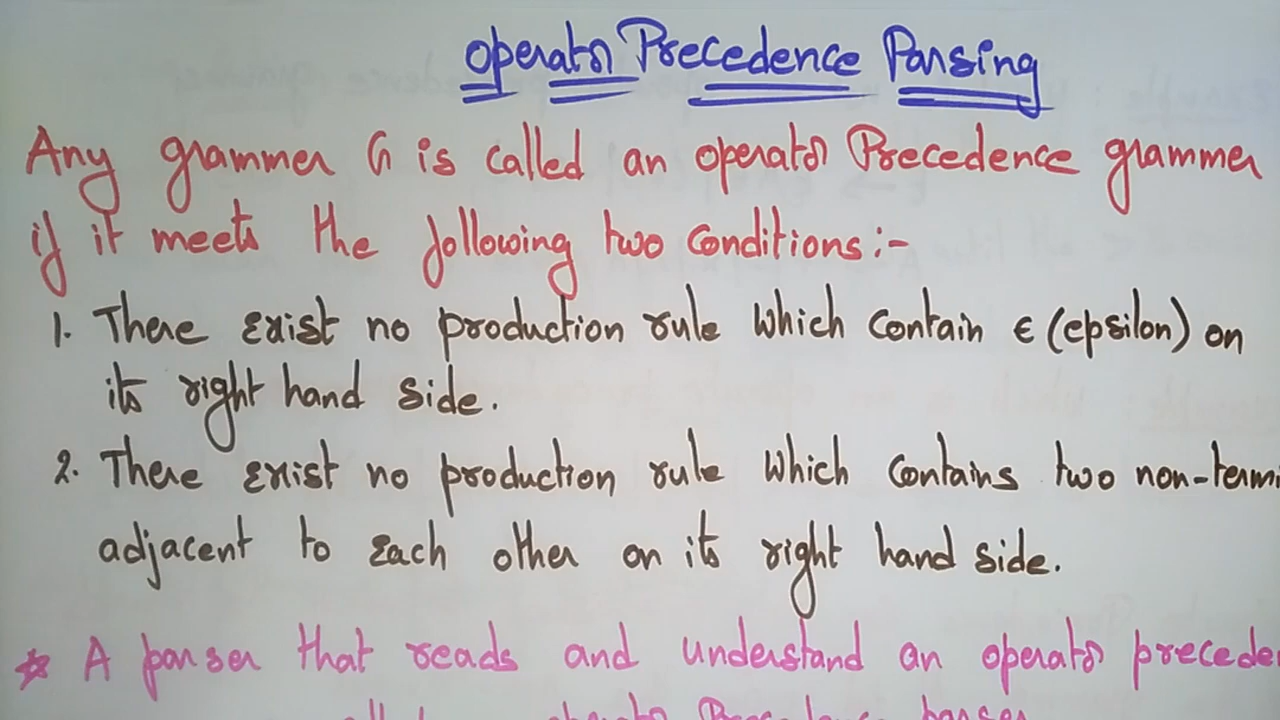 Operator Precedence Parsing
Any grammer G is called an operator Precedence grammer
if it meets the following two Conditions:-
1. There exist no production rule which contain ϵ (epsilon) on
its right hand side.
2. There exist no production rule which contains two non-termi
adjacent to each other on its right hand side.
* A parser that reads and understand an operator precede
operator Precedence parser